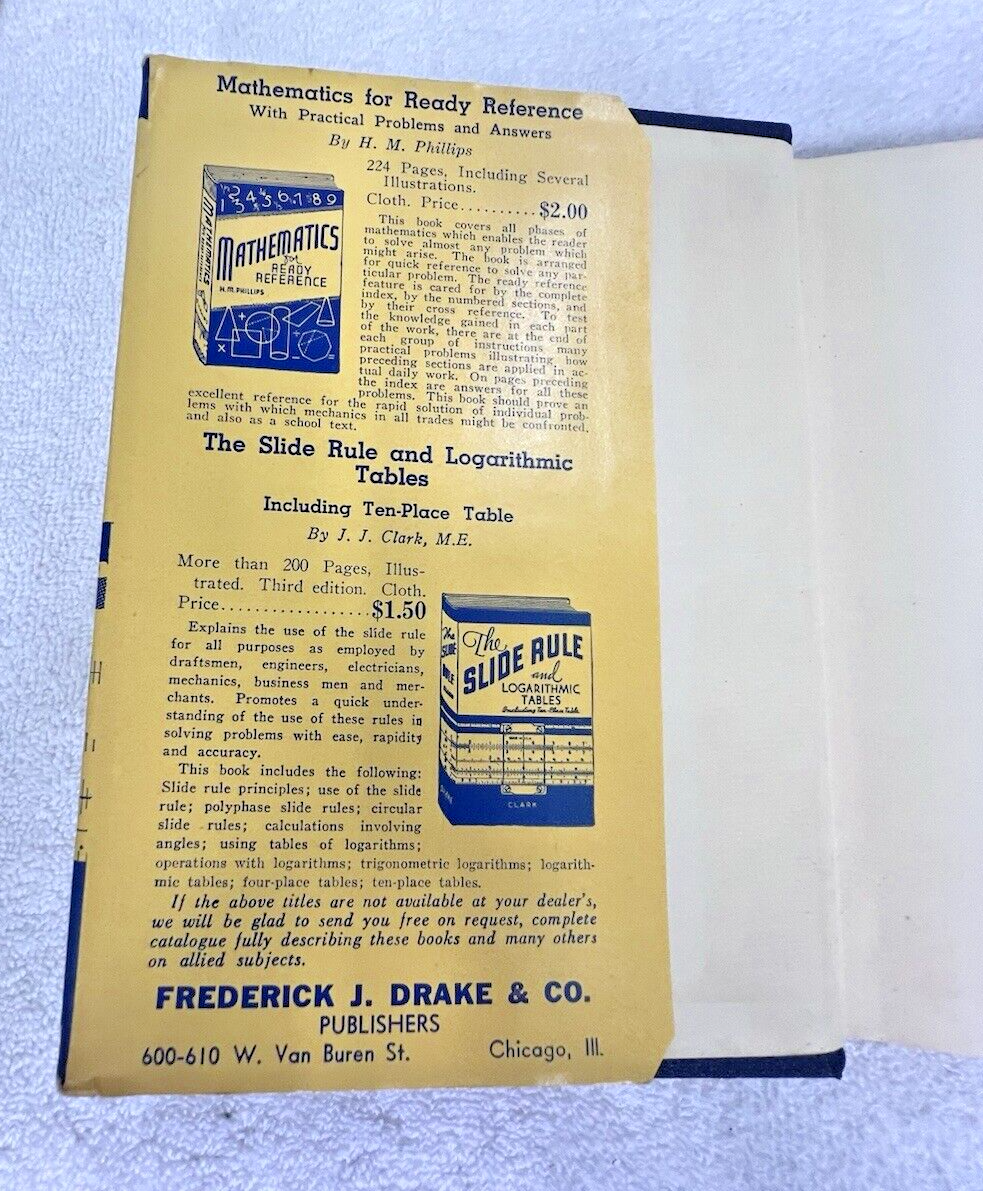 Mathematics for Ready Reference
With Practical Problems and Answers
By H. M. Phillips
224 Pages, Including Several
Illustrations.
Cloth. Price..........$2.00
This book covers all phases of
mathematics which enables the reader
to solve almost any problem which
might arise. The book is arranged
for quick reference to solve any par-
ticular problem. The ready reference
feature is cared for by the complete
index, by the numbered sections, and
by their cross reference. To test
the knowledge gained in each part
of the work, there are at the end of
each group of instructions many
practical problems illustrating how
preceding sections are applied in ac-
tual daily work. On pages preceding
the index are answers for all these
problems. This book should prove an
excellent reference for the rapid solution of individual prob-
lems with which mechanics in all trades might be confronted,
and also as a school text.
MATHEMATICS
for
READY
REFERENCE
H.M. PHILLIPS
MATHEMATICS
The Slide Rule and Logarithmic
Tables
Including Ten-Place Table
By J. J. Clark, M.E.
More than 200 Pages, Illus-
trated. Third edition. Cloth.
Price..................$1.50
Explains the use of the slide rule
for all purposes as employed by
draftsmen, engineers, electricians,
mechanics, business men and mer-
chants. Promotes a quick under-
standing of the use of these rules in
solving problems with ease, rapidity
and accuracy.
This book includes the following:
Slide rule principles; use of the slide
rule; polyphase slide rules; circular
slide rules; calculations involving
angles; using tables of logarithms;
operations with logarithms; trigonometric logarithms; logarith-
mic tables; four-place tables; ten-place tables.
The
SLIDE RULE
and
LOGARITHMIC
TABLES
Including Ten-Place Table
CLARK
The
SLIDE
RULE
If the above titles are not available at your dealer's,
we will be glad to send you free on request, complete
catalogue fully describing these books and many others
on allied subjects.
FREDERICK J. DRAKE & CO.
PUBLISHERS
600-610 W. Van Buren St. Chicago, Ill.